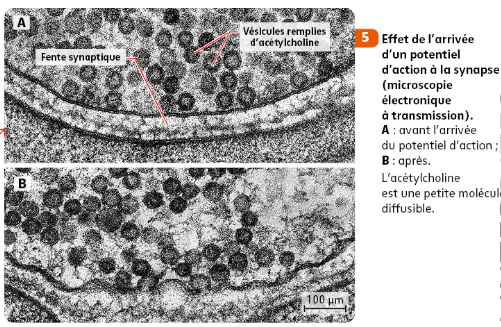 A
Vésicules remplies
d'acétylcholine
Fente synaptique
B
100 µm
5
Effet de l'arrivée
d'un potentiel
d'action à la synapse
(microscopie
électronique
à transmission).
A : avant l'arrivée
du potentiel d'action ;
B : après.
L'acétylcholine
est une petite molécule
diffusible.